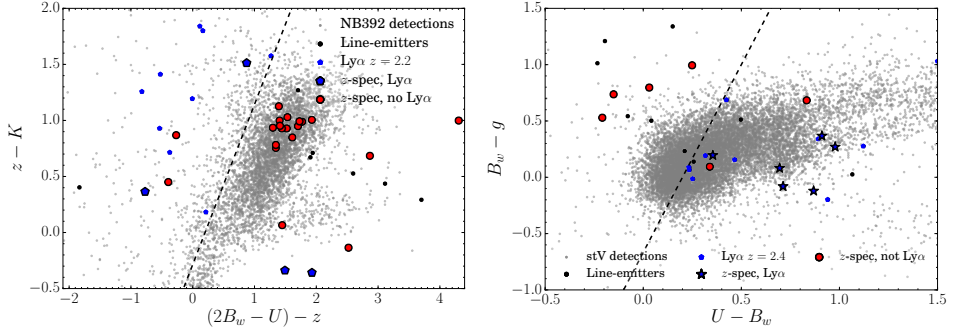 NB392 detections
Line-emitters
Lyα z = 2.2
z-spec, Lyα
z-spec, no Lyα
2.0
1.5
1.0
0.5
0.0
−0.5
−2 −1 0 1 2 3 4
z − K
(2B_w − U) − z
stV detections
Line-emitters
Lyα z = 2.4
z-spec, Lyα
z-spec, not Lyα
1.5
1.0
0.5
0.0
−0.5
−1.0
−0.5 0.0 0.5 1.0 1.5
B_w − g
U − B_w